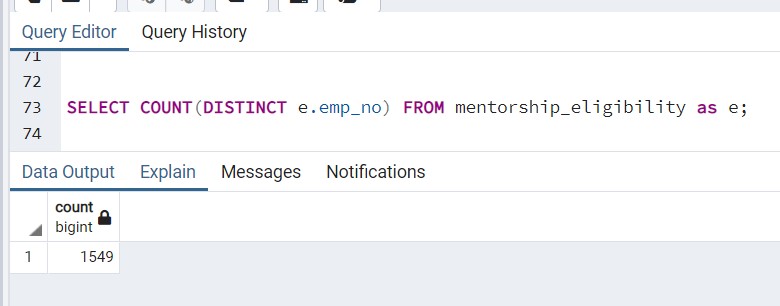 Query Editor Query History
71
72
73 SELECT COUNT(DISTINCT e.emp_no) FROM mentorship_eligibility as e;
74
Data Output Explain Messages Notifications
count
bigint
1 1549